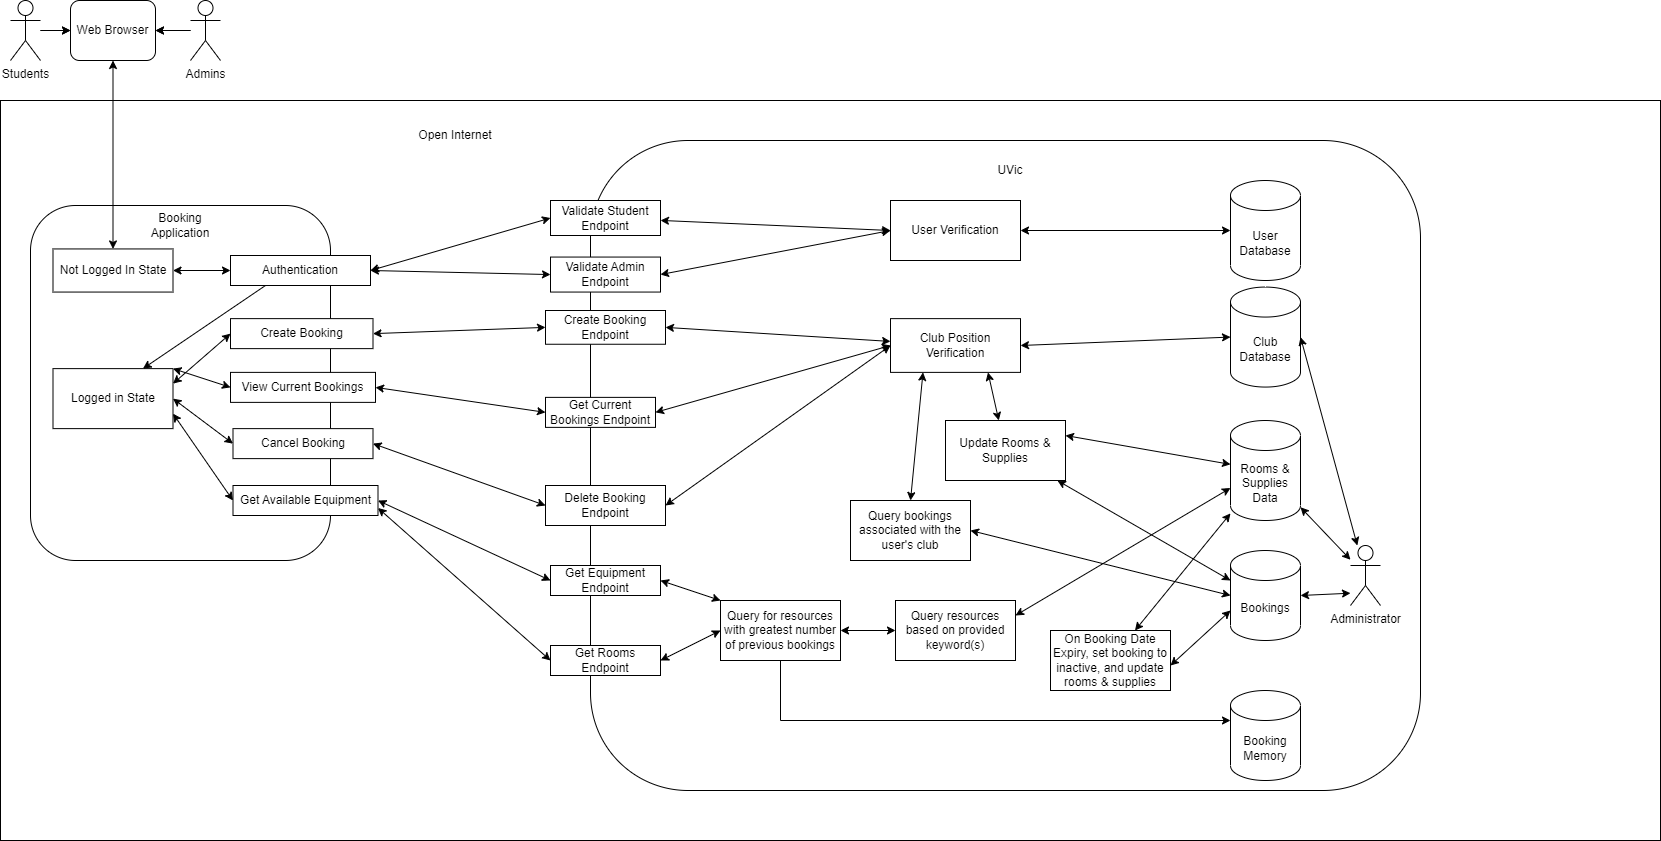 Web Browser
Students
Admins
Open Internet
UVic
Booking
Application
Not Logged In State
Authentication
Create Booking
View Current Bookings
Logged in State
Cancel Booking
Get Available Equipment
Validate Student
Endpoint
Validate Admin
Endpoint
Create Booking
Endpoint
Get Current
Bookings Endpoint
Delete Booking
Endpoint
Get Equipment
Endpoint
Get Rooms
Endpoint
User Verification
Club Position
Verification
Update Rooms &
Supplies
Query bookings
associated with the
user's club
Query for resources
with greatest number
of previous bookings
Query resources
based on provided
keyword(s)
On Booking Date
Expiry, set booking to
inactive, and update
rooms & supplies
User
Database
Club
Database
Rooms &
Supplies
Data
Bookings
Administrator
Booking
Memory